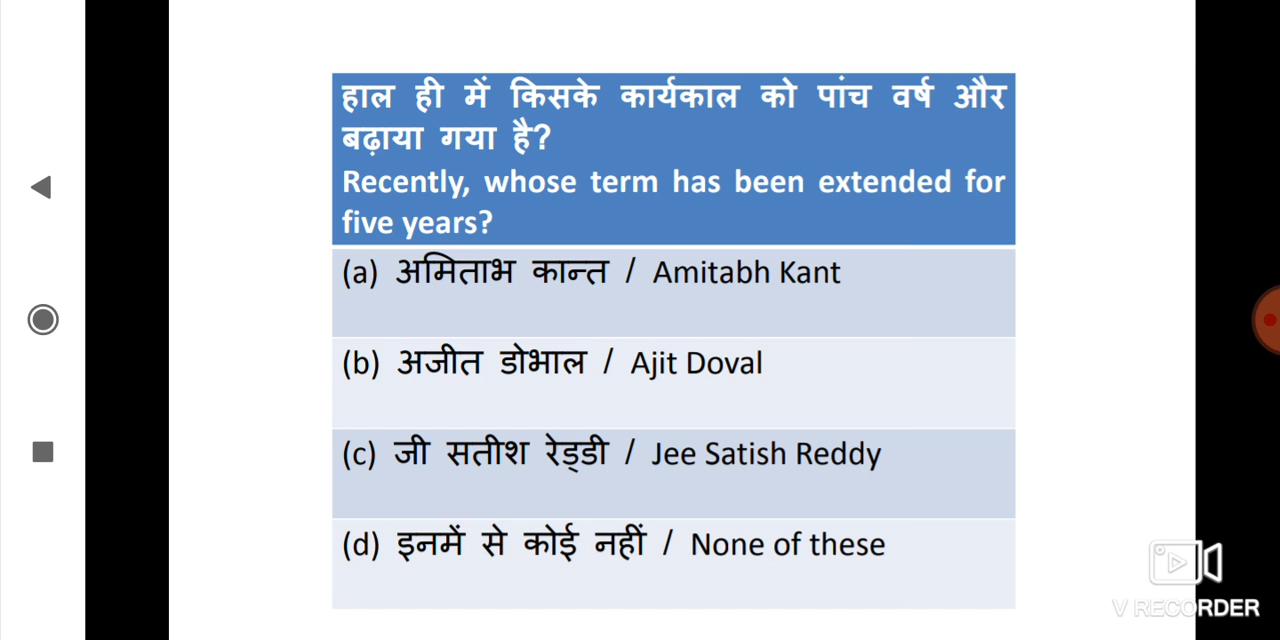 हाल ही में किसके कार्यकाल को पांच वर्ष और
बढ़ाया गया है?
Recently, whose term has been extended for
five years?
(a) अमिताभ कान्त / Amitabh Kant
(b) अजीत डोभाल / Ajit Doval
(c) जी सतीश रेड्डी / Jee Satish Reddy
(d) इनमें से कोई नहीं / None of these
V RECORDER